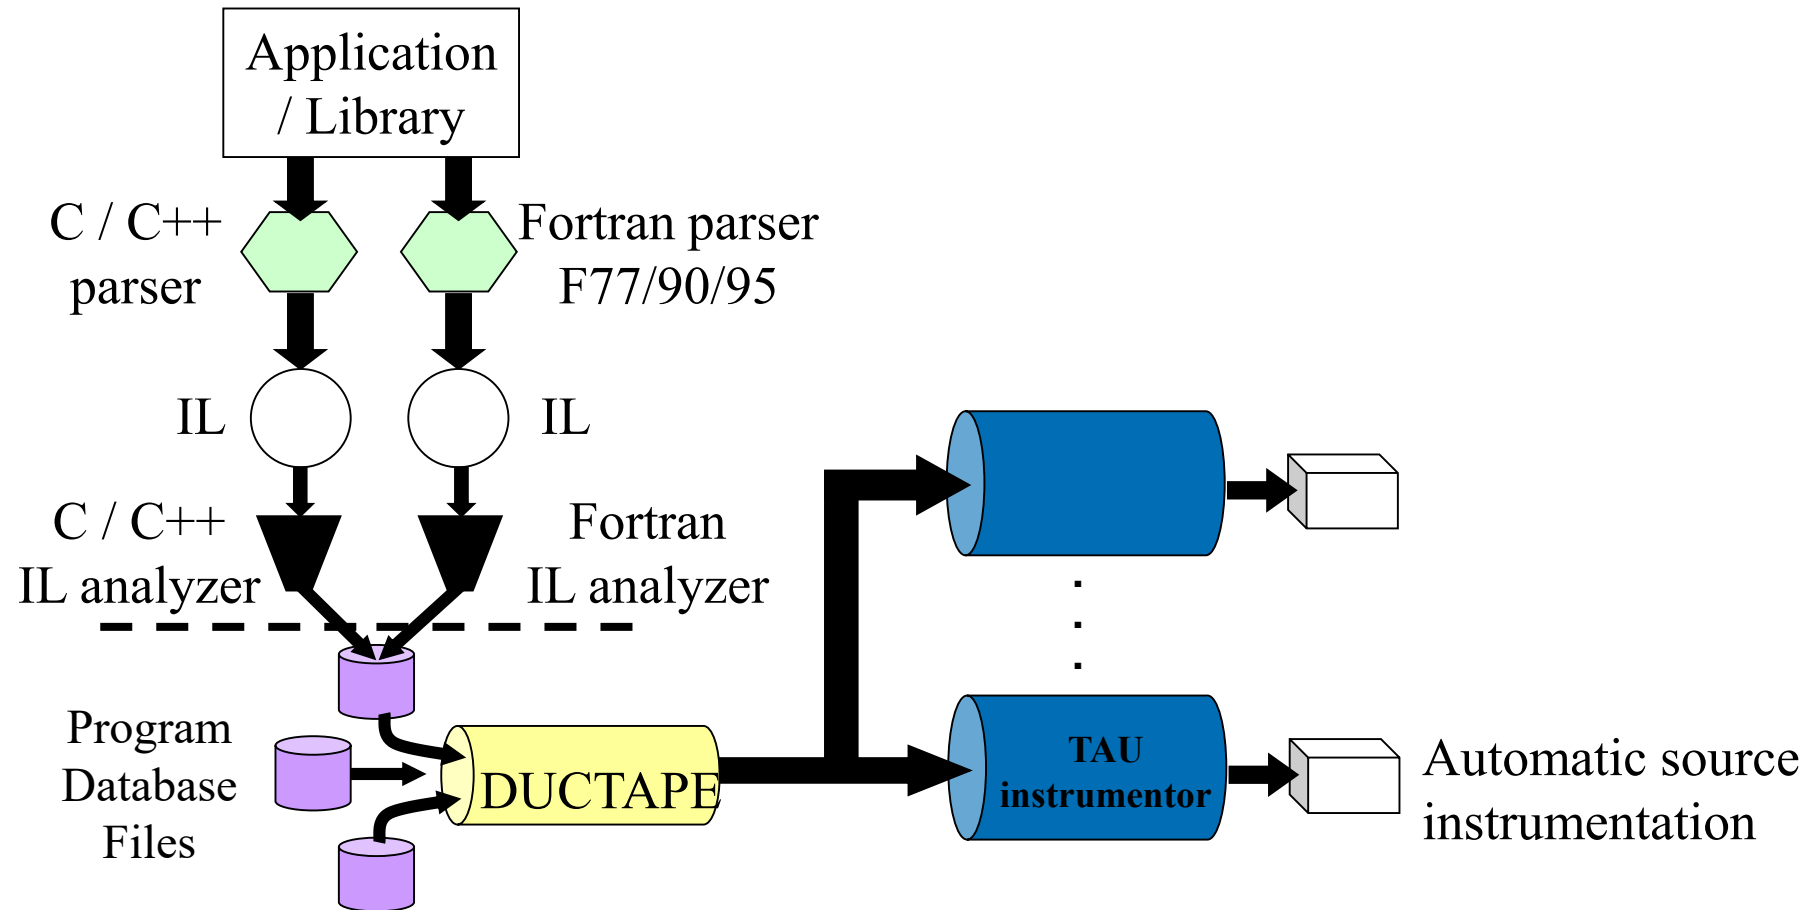 Application
/ Library
C / C++
parser
Fortran parser
F77/90/95
IL
IL
C / C++
IL analyzer
Fortran
IL analyzer
Program
Database
Files
DUCTAPE
TAU
instrumentor
Automatic source
instrumentation